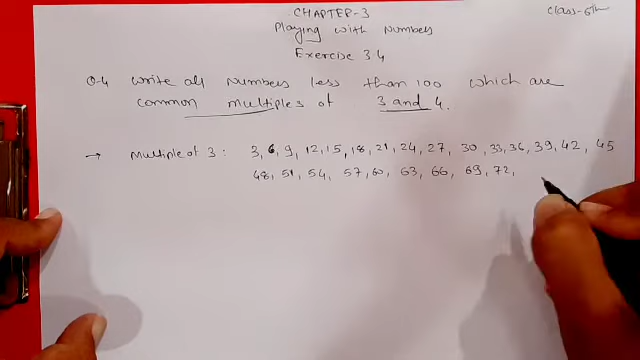 CHAPTER-3
Class-6th
Playing with Numbers
Exercise 3.4
Q-4 Write all Numbers less than 100 which are
common multiples of 3 and 4.
→ Multiple of 3 : 3, 6, 9, 12, 15, 18, 21, 24, 27, 30, 33, 36, 39, 42, 45
48, 51, 54, 57, 60, 63, 66, 69, 72,